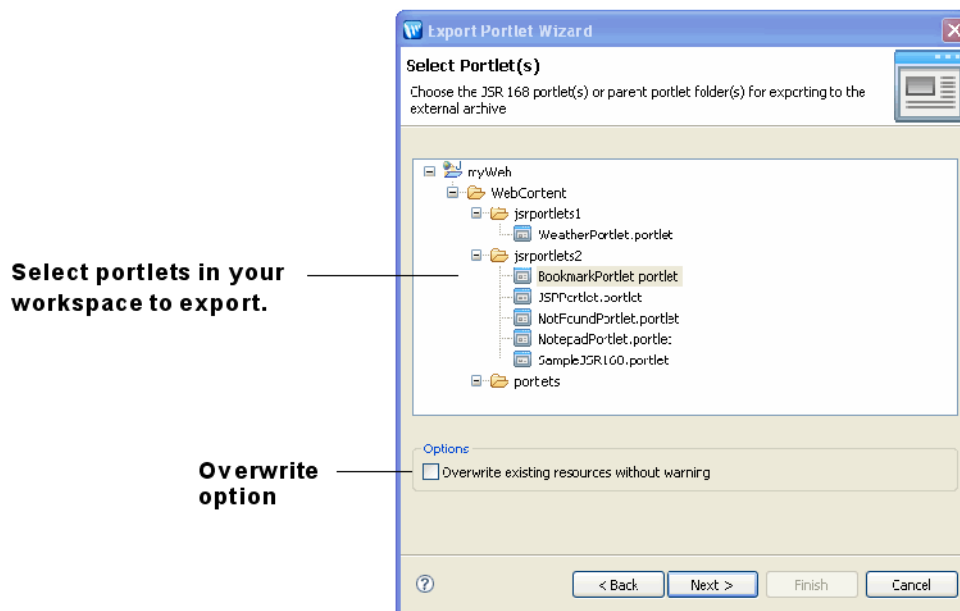 Export Portlet Wizard
Select Portlet(s)
Choose the JSR 168 portlet(s) or parent portlet folder(s) for exporting to the
external archive
myWeb
WebContent
jsrportlets1
WeatherPortlet.portlet
jsrportlets2
BookmarkPortlet portlet
JSPPortlet.portlet
NotFoundPortlet.portlet
NotepadPortlet.portlet
SampleJSR160.portlet
portets
Select portlets in your
workspace to export.
Options
Overwrite existing resources without warning
Overwrite
option
< Back
Next >
Finish
Cancel